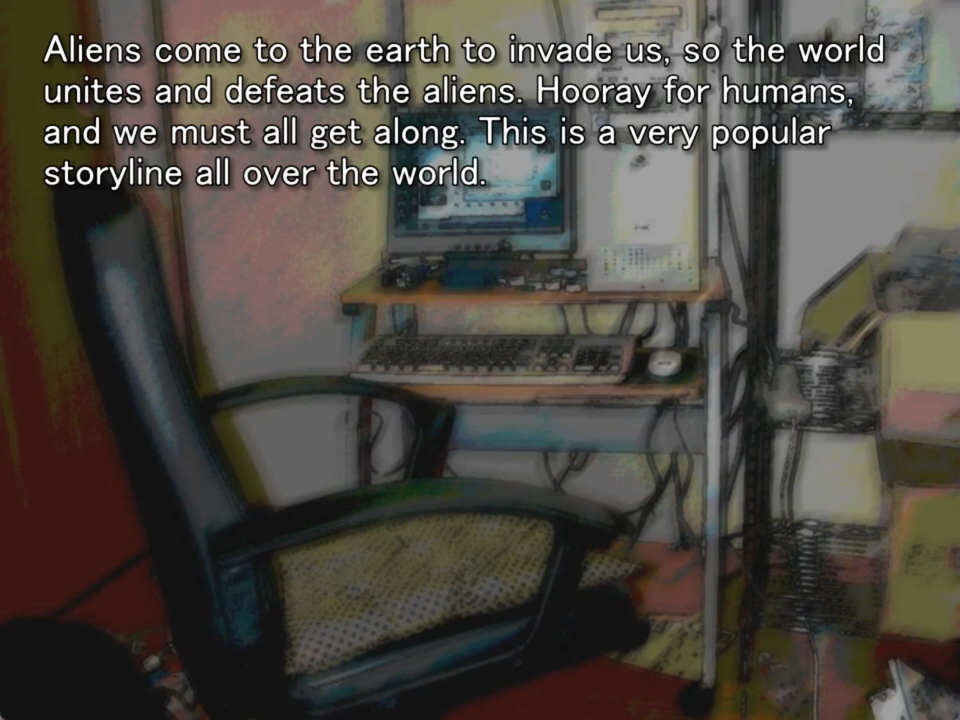 Aliens come to the earth to invade us, so the world
unites and defeats the aliens. Hooray for humans,
and we must all get along. This is a very popular
storyline all over the world.